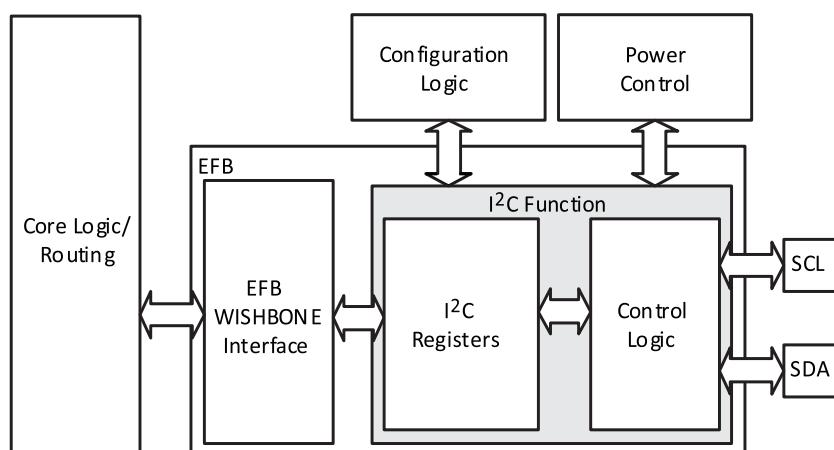 Configuration
Logic
Power
Control
EFB
I²C Function
Core Logic/
Routing
EFB
WISHBONE
Interface
I²C
Registers
Control
Logic
SCL
SDA